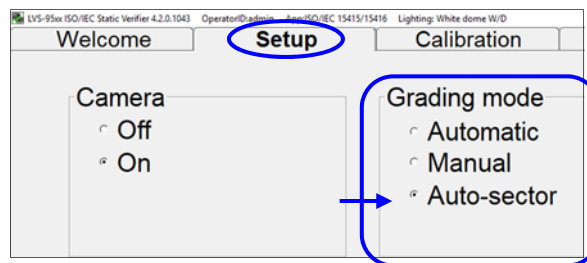 LVS-95xx ISO/IEC Static Verifier 4.2.0.1043 OperatorID:admin App:ISO/IEC 15415/15416 Lighting: White dome W/D
Welcome Setup Calibration
Camera
Off
On
Grading mode
Automatic
Manual
Auto-sector